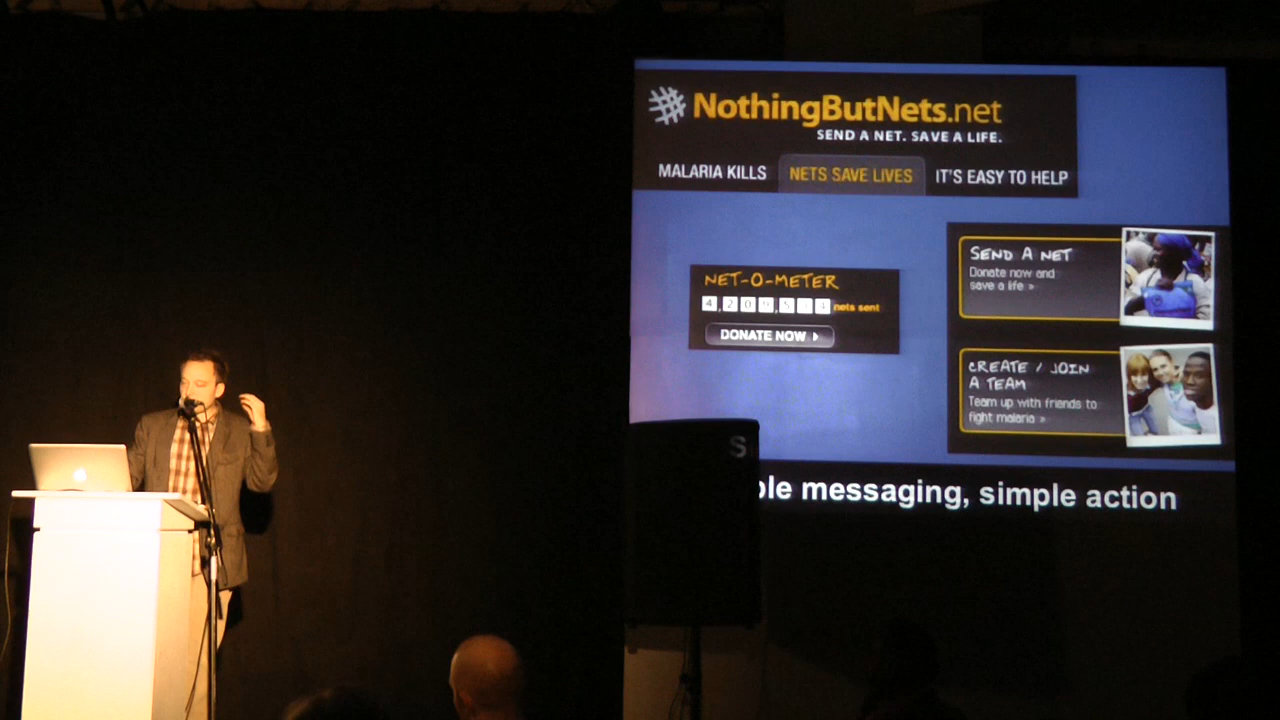 NothingButNets.net
SEND A NET. SAVE A LIFE.
MALARIA KILLS NETS SAVE LIVES IT'S EASY TO HELP
SEND A NET
Donate now and
save a life »
NET-O-METER
nets sent
DONATE NOW
CREATE / JOIN
A TEAM
Team up with friends to
fight malaria »
S
messaging, simple action